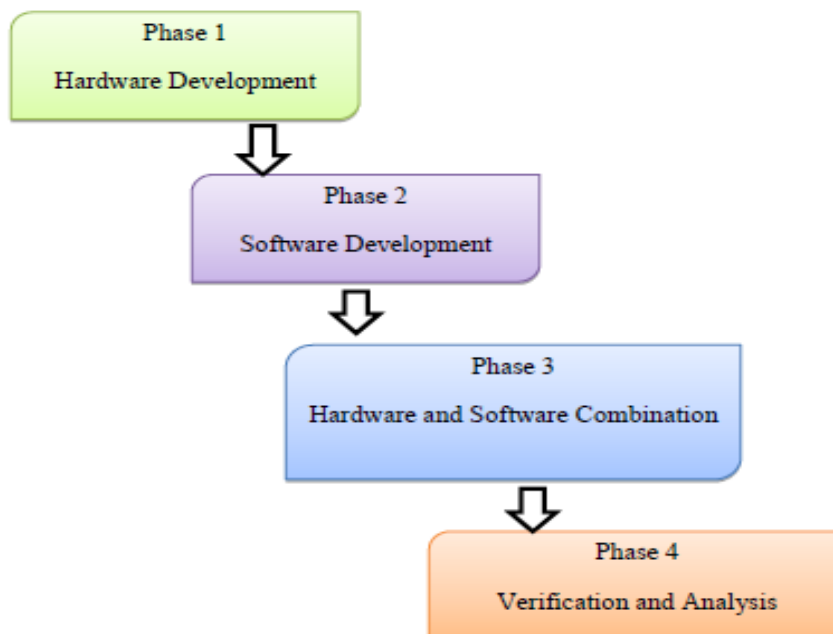 Phase 1
Hardware Development
Phase 2
Software Development
Phase 3
Hardware and Software Combination
Phase 4
Verification and Analysis